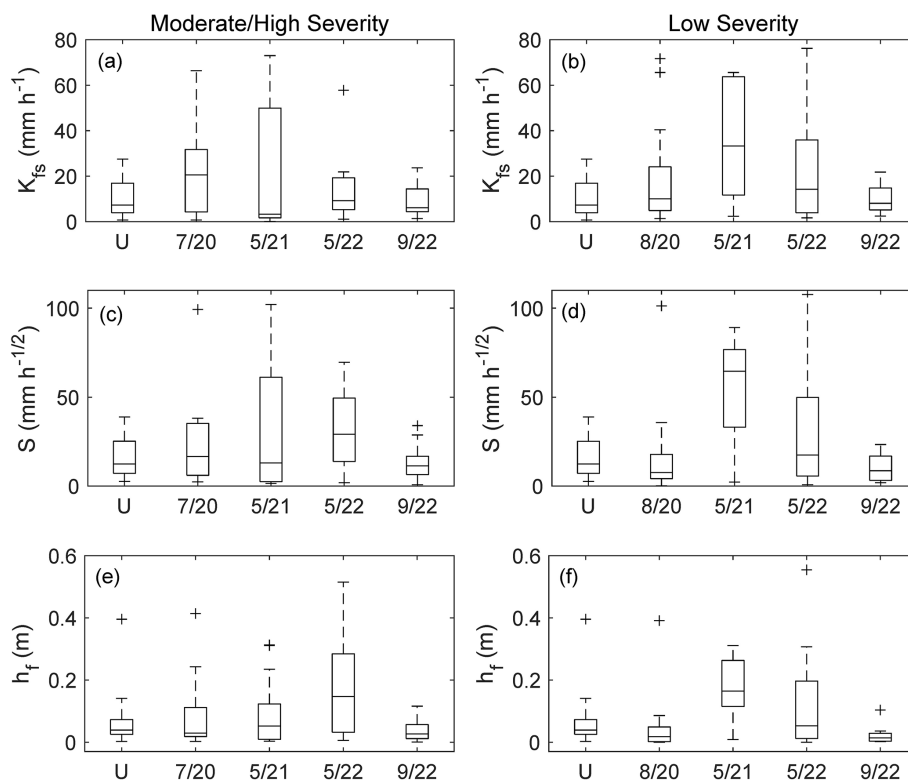 Moderate/High Severity
Low Severity
80
60
40
20
0
K_fs (mm h^-1)
(a)
U 7/20 5/21 5/22 9/22
80
60
40
20
0
K_fs (mm h^-1)
(b)
U 8/20 5/21 5/22 9/22
100
50
0
S (mm h^-1/2)
(c)
U 7/20 5/21 5/22 9/22
100
50
0
S (mm h^-1/2)
(d)
U 8/20 5/21 5/22 9/22
0.6
0.4
0.2
0
h_f (m)
(e)
U 7/20 5/21 5/22 9/22
0.6
0.4
0.2
0
h_f (m)
(f)
U 8/20 5/21 5/22 9/22